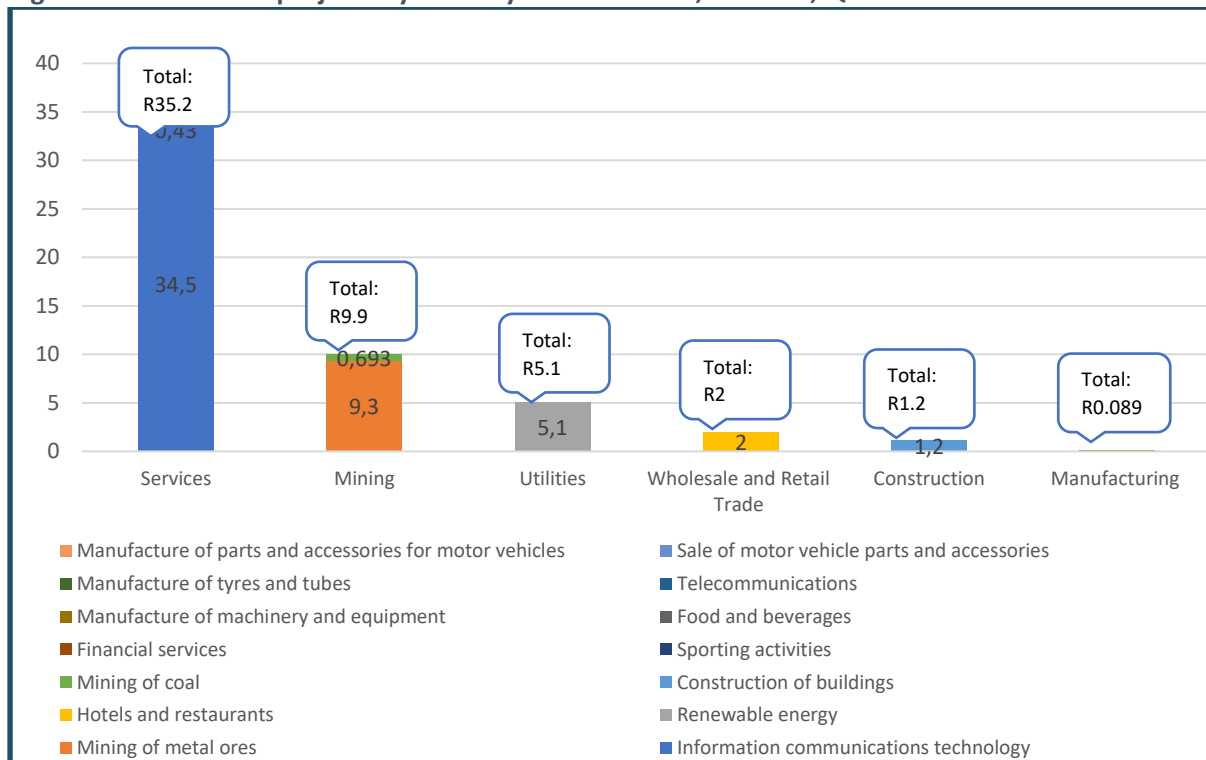 40
35
30
25
20
15
10
5
0
Total:
R35.2
0,43
34,5
Total:
R9.9
0,693
9,3
Total:
R5.1
5,1
Total:
R2
2
Total:
R1.2
1,2
Total:
R0.089
Services
Mining
Utilities
Wholesale and Retail
Trade
Construction
Manufacturing
Manufacture of parts and accessories for motor vehicles
Sale of motor vehicle parts and accessories
Manufacture of tyres and tubes
Telecommunications
Manufacture of machinery and equipment
Food and beverages
Financial services
Sporting activities
Mining of coal
Construction of buildings
Hotels and restaurants
Renewable energy
Mining of metal ores
Information communications technology